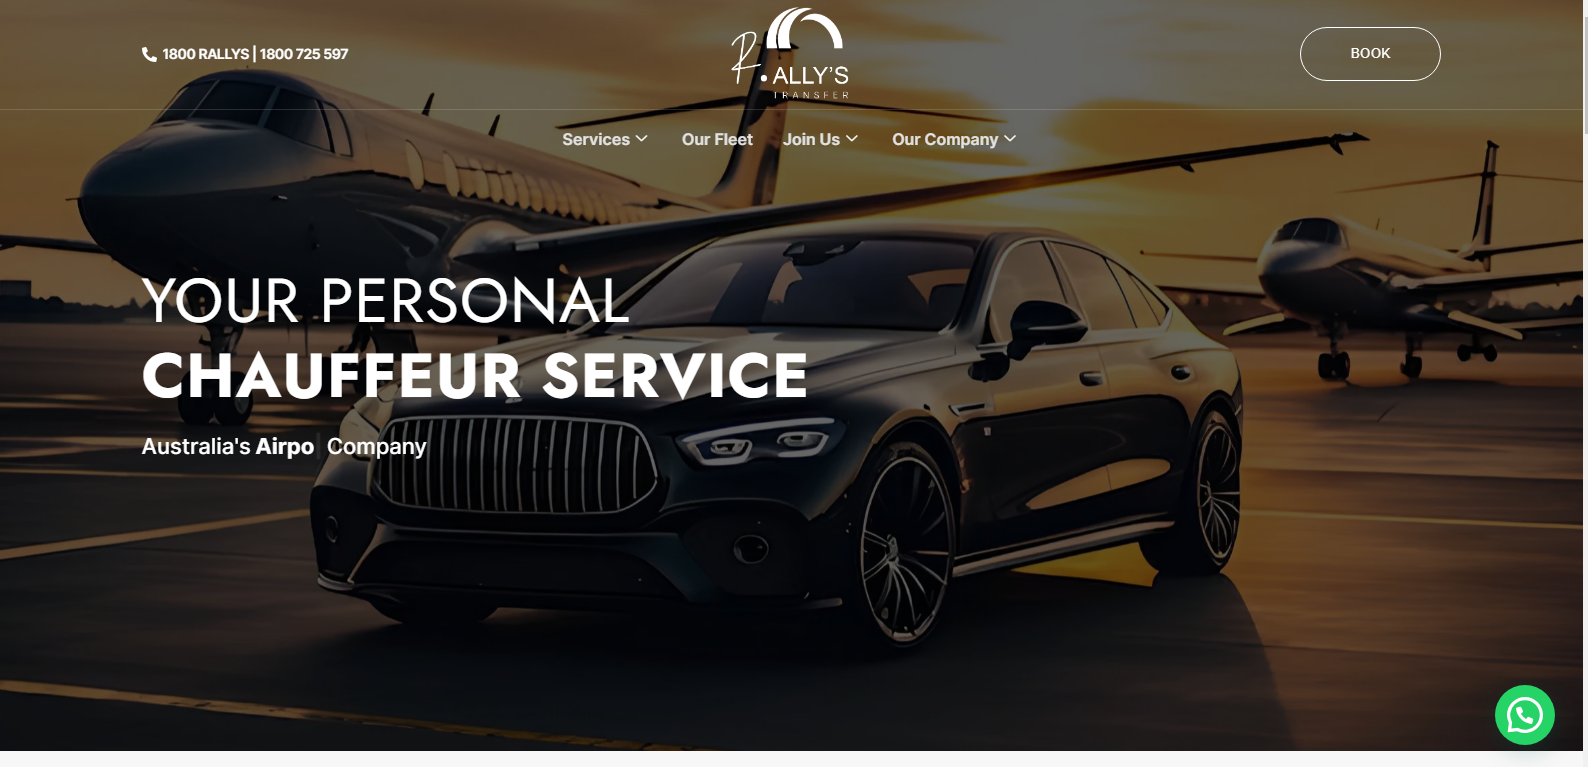 1800 RALLYS | 1800 725 597
R.ALLY'S
TRANSFER
BOOK
Services
Our Fleet
Join Us
Our Company
YOUR PERSONAL
CHAUFFEUR SERVICE
Australia's Airpo Company